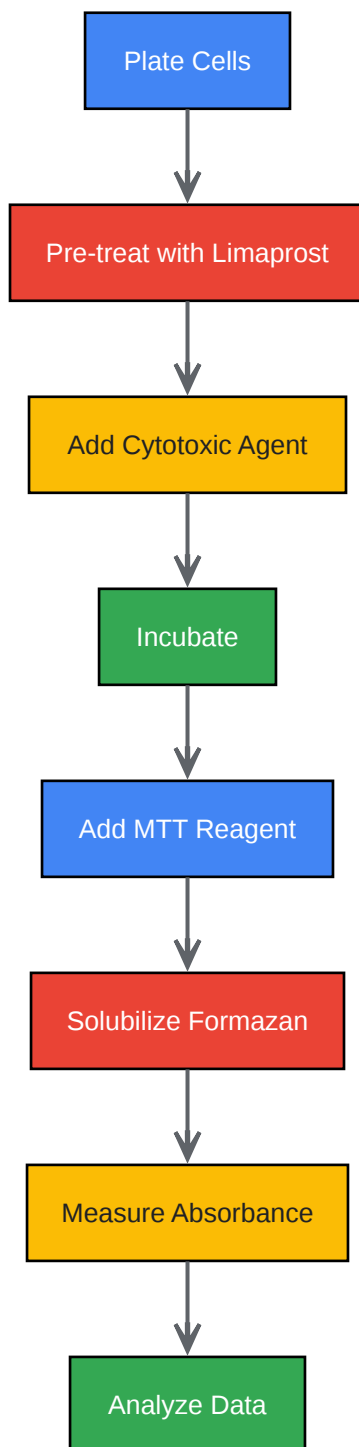 Plate Cells
Pre-treat with Limaprost
Add Cytotoxic Agent
Incubate
Add MTT Reagent
Solubilize Formazan
Measure Absorbance
Analyze Data